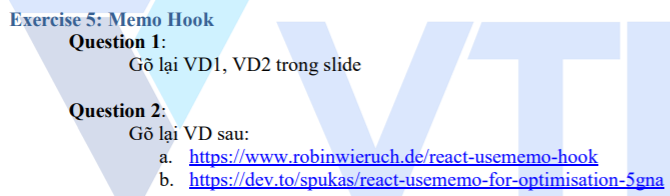 Exercise 5: Memo Hook
Question 1:
Gõ lại VD1, VD2 trong slide
Question 2:
Gõ lại VD sau:
a. https://www.robinwieruch.de/react-usememo-hook
b. https://dev.to/spukas/react-usememo-for-optimisation-5gna
VTI